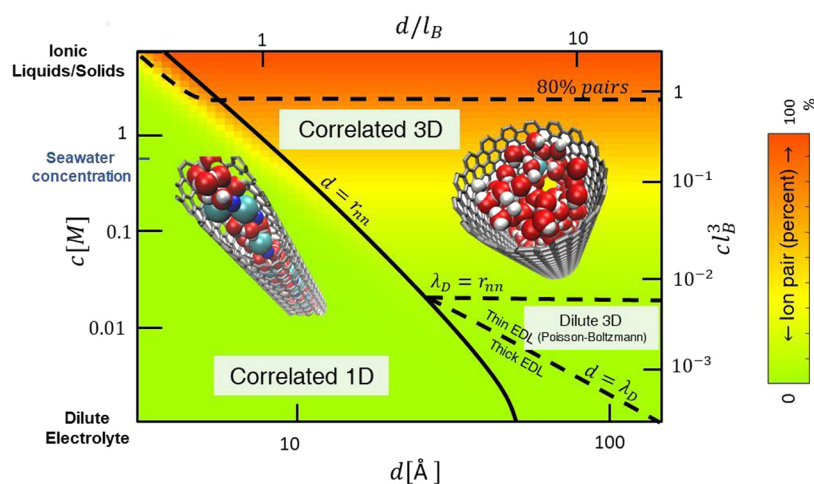 d/l_B
1
10
Ionic
Liquids/Solids
80% pairs
1
Correlated 3D
1
Seawater
concentration
d = r_nn
10^-1
c[M]
0.1
cl_B^3
10^-2
λ_D = r_nn
0.01
Thin EDL
Thick EDL
Dilute 3D
(Poisson-Boltzmann)
10^-3
Correlated 1D
d = λ_D
Dilute
Electrolyte
10
100
d[Å]
100
%
← Ion pair (percent) →
0